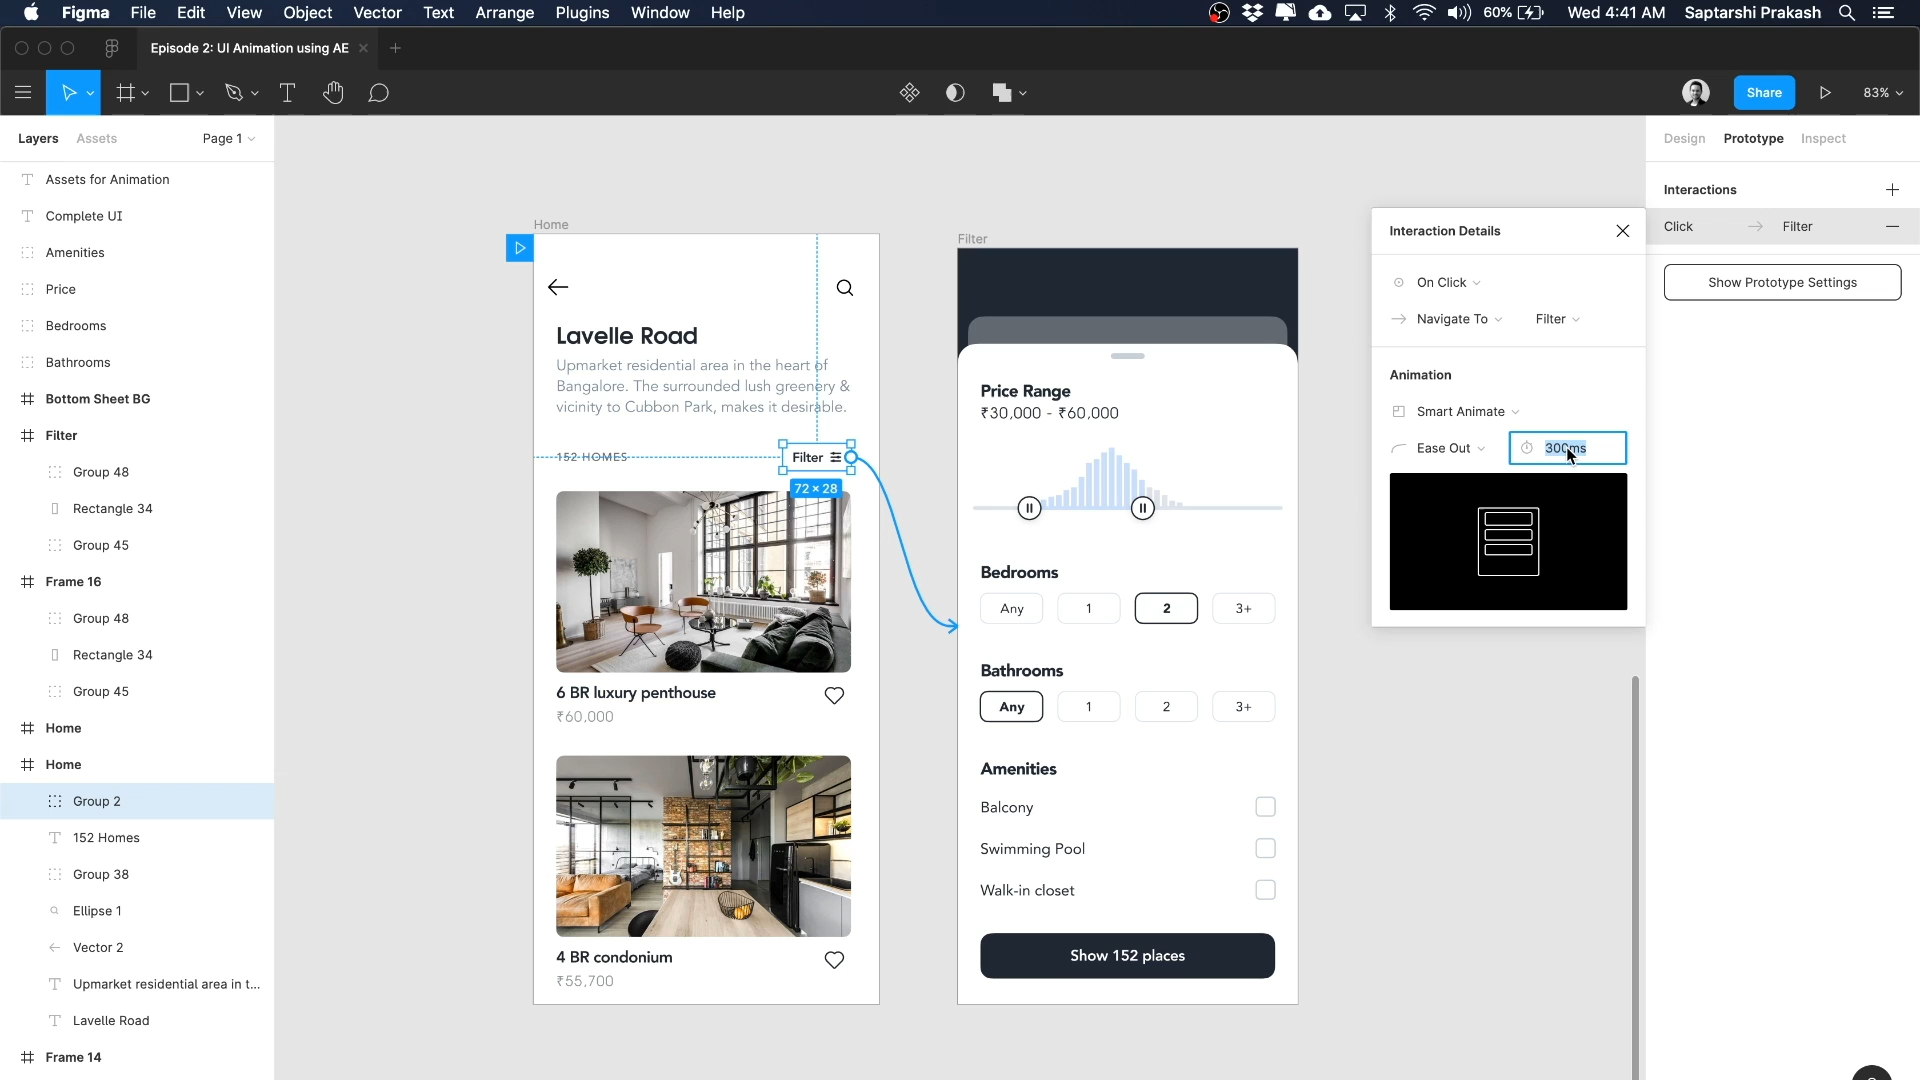 Figma File Edit View Object Vector Text Arrange Plugins Window Help
60% Wed 4:41 AM Saptarshi Prakash
Episode 2: UI Animation using AE
Share
83%
Layers Assets Page 1
Assets for Animation
Complete UI
Amenities
Price
Bedrooms
Bathrooms
Bottom Sheet BG
Filter
Group 48
Rectangle 34
Group 45
Frame 16
Group 48
Rectangle 34
Group 45
Home
Home
Group 2
152 Homes
Group 38
Ellipse 1
Vector 2
Upmarket residential area in t...
Lavelle Road
Frame 14
Home
Lavelle Road
Upmarket residential area in the heart of
Bangalore. The surrounded lush greenery &
vicinity to Cubbon Park, makes it desirable.
152 HOMES
Filter
72 × 28
6 BR luxury penthouse
₹60,000
4 BR condonium
₹55,700
Filter
Price Range
₹30,000 - ₹60,000
Bedrooms
Any 1 2 3+
Bathrooms
Any 1 2 3+
Amenities
Balcony
Swimming Pool
Walk-in closet
Show 152 places
Interaction Details
On Click
Navigate To Filter
Animation
Smart Animate
Ease Out 300ms
Design Prototype Inspect
Interactions
Click Filter
Show Prototype Settings